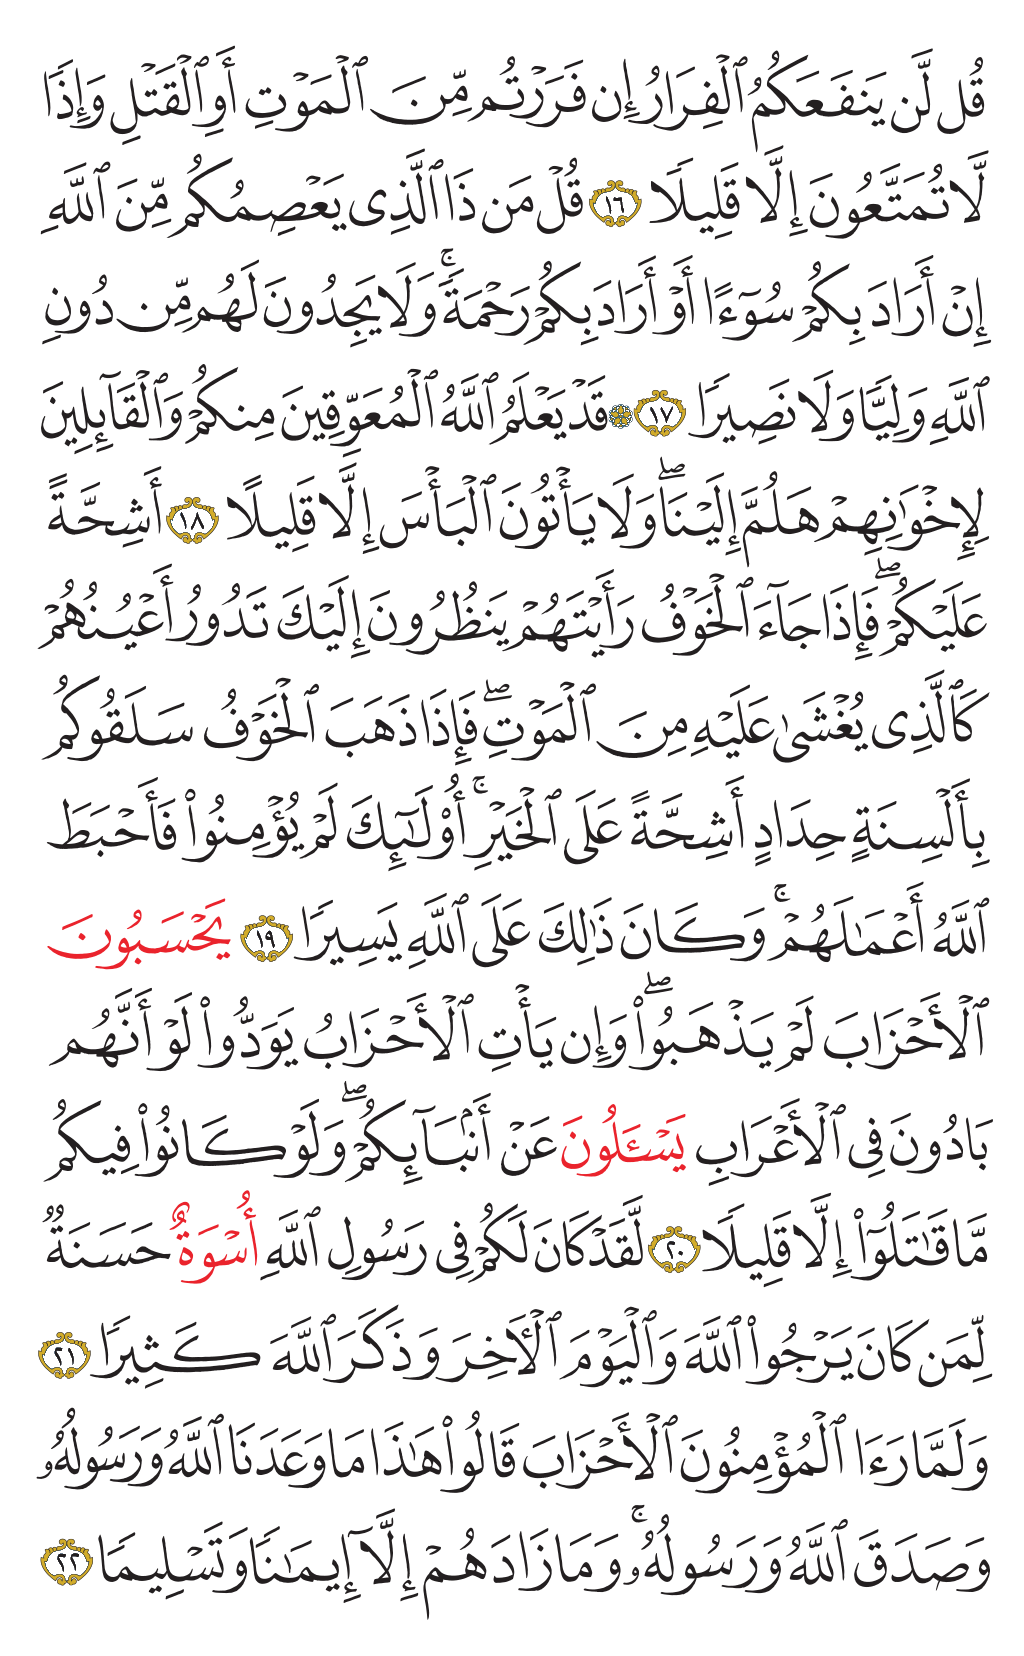 قُل لَّن يَنفَعَكُمُ ٱلْفِرَارُ إِن فَرَرْتُم مِّنَ ٱلْمَوْتِ أَوِ ٱلْقَتْلِ وَإِذًا
لَّا تُمَتَّعُونَ إِلَّا قَلِيلًا ١٦ قُلْ مَن ذَا ٱلَّذِى يَعْصِمُكُم مِّنَ ٱللَّهِ
إِنْ أَرَادَ بِكُمْ سُوٓءًا أَوْ أَرَادَ بِكُمْ رَحْمَةً ۚ وَلَا يَجِدُونَ لَهُم مِّن دُونِ
ٱللَّهِ وَلِيًّا وَلَا نَصِيرًا ١٧ ۞ قَدْ يَعْلَمُ ٱللَّهُ ٱلْمُعَوِّقِينَ مِنكُمْ وَٱلْقَآئِلِينَ
لِإِخْوَٰنِهِمْ هَلُمَّ إِلَيْنَا ۖ وَلَا يَأْتُونَ ٱلْبَأْسَ إِلَّا قَلِيلًا ١٨ أَشِحَّةً
عَلَيْكُمْ ۖ فَإِذَا جَآءَ ٱلْخَوْفُ رَأَيْتَهُمْ يَنظُرُونَ إِلَيْكَ تَدُورُ أَعْيُنُهُمْ
كَٱلَّذِى يُغْشَىٰ عَلَيْهِ مِنَ ٱلْمَوْتِ ۖ فَإِذَا ذَهَبَ ٱلْخَوْفُ سَلَقُوكُم
بِأَلْسِنَةٍ حِدَادٍ أَشِحَّةً عَلَى ٱلْخَيْرِ ۚ أُو۟لَـٰٓئِكَ لَمْ يُؤْمِنُوا۟ فَأَحْبَطَ
ٱللَّهُ أَعْمَـٰلَهُمْ ۚ وَكَانَ ذَٰلِكَ عَلَى ٱللَّهِ يَسِيرًا ١٩ يَحْسَبُونَ
ٱلْأَحْزَابَ لَمْ يَذْهَبُوا۟ ۖ وَإِن يَأْتِ ٱلْأَحْزَابُ يَوَدُّوا۟ لَوْ أَنَّهُم
بَادُونَ فِى ٱلْأَعْرَابِ يَسْـَٔلُونَ عَنْ أَنۢبَآئِكُمْ ۖ وَلَوْ كَانُوا۟ فِيكُم
مَّا قَـٰتَلُوٓا۟ إِلَّا قَلِيلًا ٢٠ لَّقَدْ كَانَ لَكُمْ فِى رَسُولِ ٱللَّهِ أُسْوَةٌ حَسَنَةٌ
لِّمَن كَانَ يَرْجُوا۟ ٱللَّهَ وَٱلْيَوْمَ ٱلْـَٔاخِرَ وَذَكَرَ ٱللَّهَ كَثِيرًا ٢١
وَلَمَّا رَءَا ٱلْمُؤْمِنُونَ ٱلْأَحْزَابَ قَالُوا۟ هَـٰذَا مَا وَعَدَنَا ٱللَّهُ وَرَسُولُهُۥ
وَصَدَقَ ٱللَّهُ وَرَسُولُهُۥ ۚ وَمَا زَادَهُمْ إِلَّآ إِيمَـٰنًا وَتَسْلِيمًا ٢٢